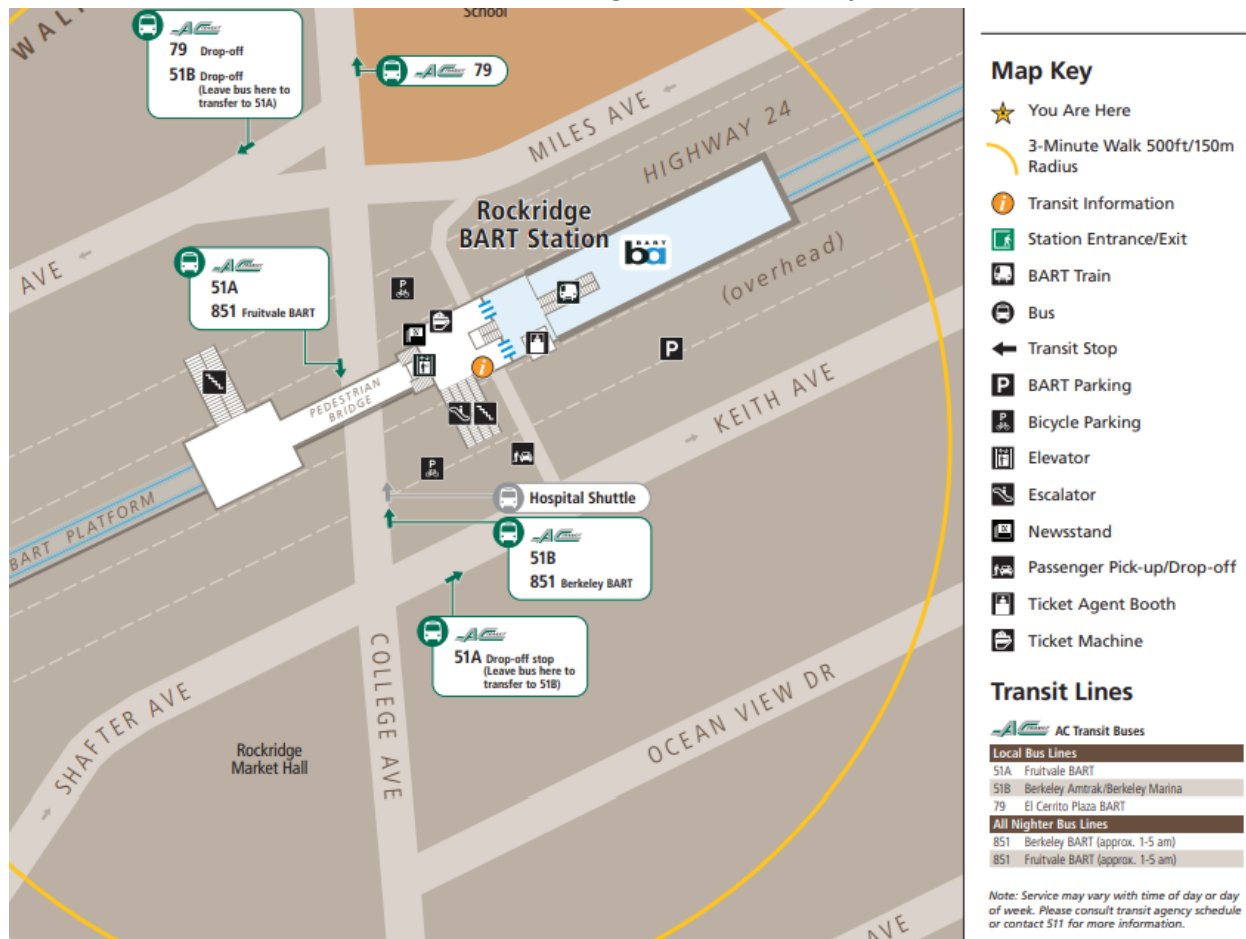 School
WAL
79 Drop-off
51B Drop-off
(Leave bus here to
transfer to 51A)
79
MILES AVE
HIGHWAY 24
Rockridge
BART Station
BART
ba
(overhead)
AVE
51A
851 Fruitvale BART
PEDESTRIAN
BRIDGE
P
P
i
P
KEITH AVE
BART PLATFORM
Hospital Shuttle
51B
851 Berkeley BART
51A Drop-off stop
(Leave bus here to
transfer to 51B)
COLLEGE AVE
SHAFTER AVE
OCEAN VIEW DR
Rockridge
Market Hall
AVE
Map Key
You Are Here
3-Minute Walk 500ft/150m
Radius
i Transit Information
Station Entrance/Exit
BART Train
Bus
Transit Stop
P BART Parking
P Bicycle Parking
Elevator
Escalator
Newsstand
Passenger Pick-up/Drop-off
Ticket Agent Booth
Ticket Machine
Transit Lines
AC Transit Buses
Local Bus Lines
51A Fruitvale BART
51B Berkeley Amtrak/Berkeley Marina
79 El Cerrito Plaza BART
All Nighter Bus Lines
851 Berkeley BART (approx. 1-5 am)
851 Fruitvale BART (approx. 1-5 am)
Note: Service may vary with time of day or day
of week. Please consult transit agency schedule
or contact 511 for more information.